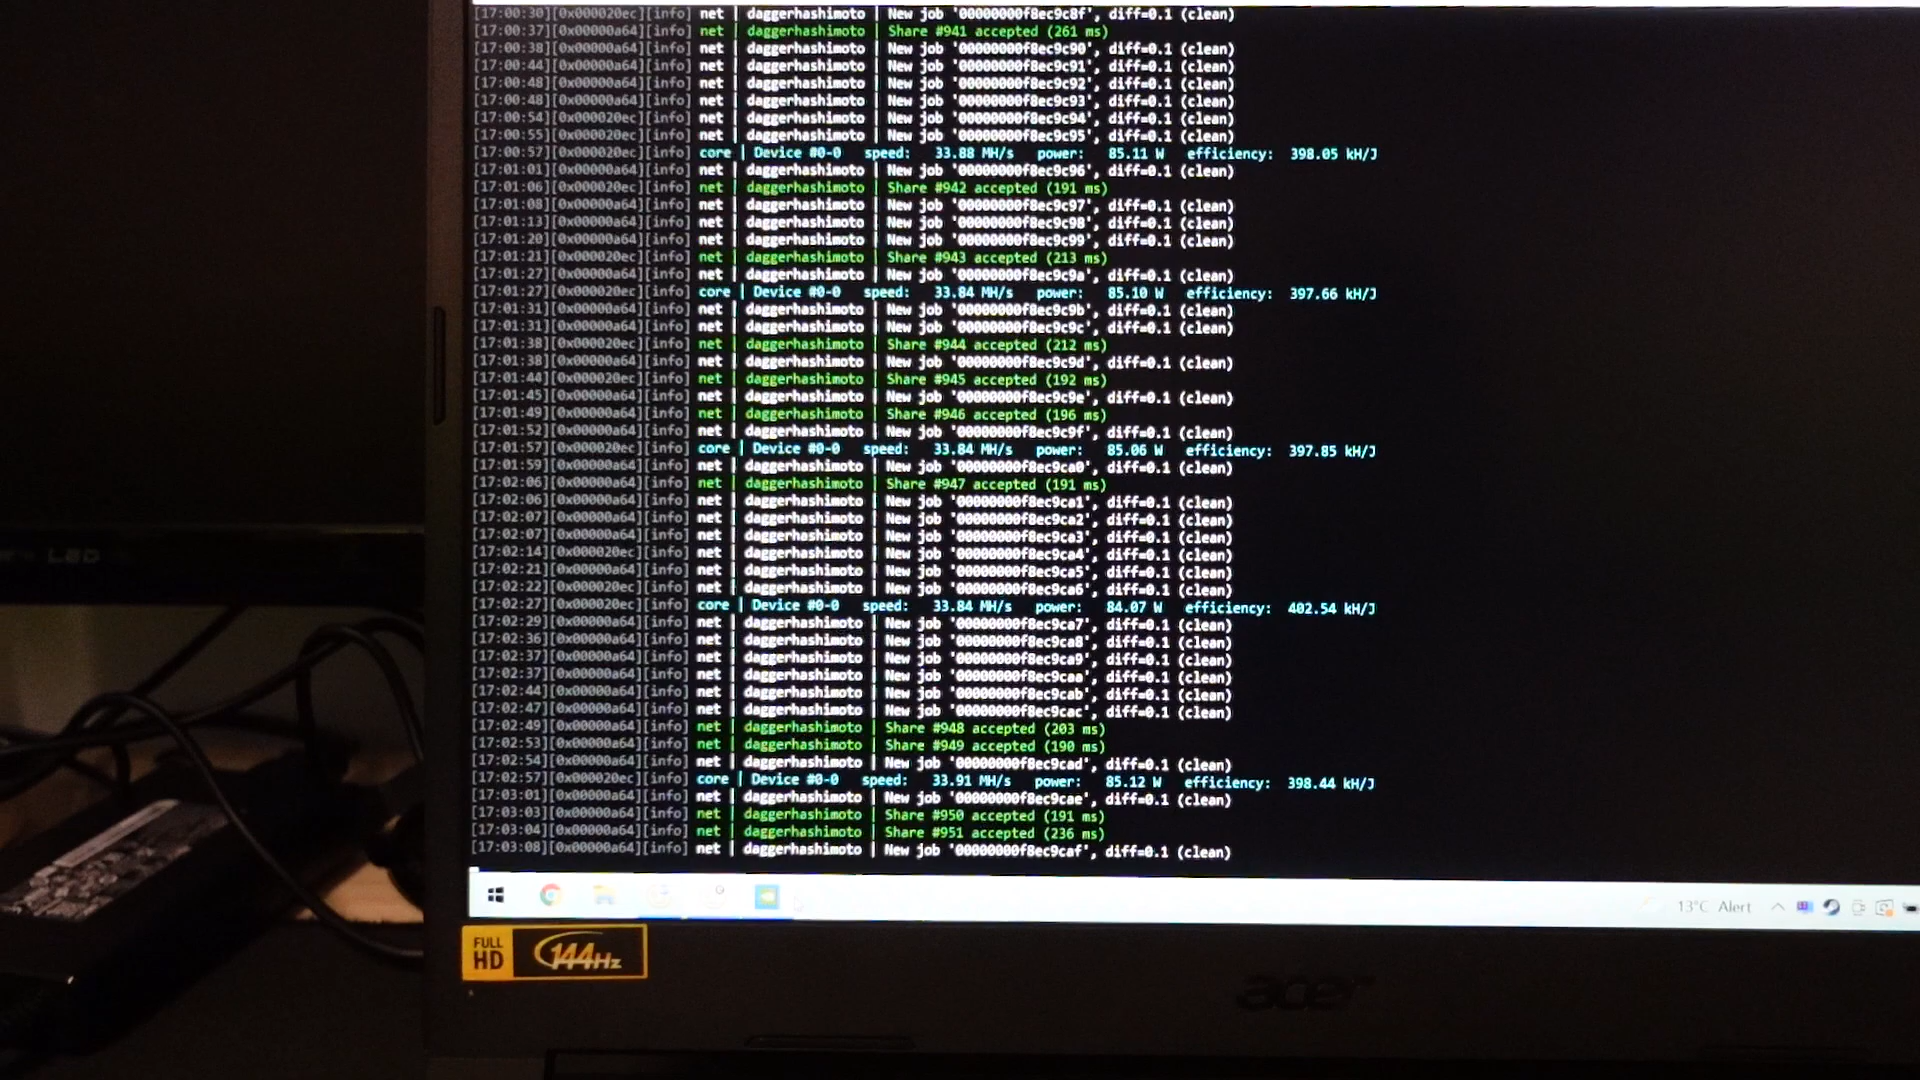 [17:00:30][0x000020ec][info] net | daggerhashimoto | New job '00000000f8ec9c8f', diff=0.1 (clean)
[17:00:37][0x00000a64][info] net | daggerhashimoto | Share #941 accepted (261 ms)
[17:00:38][0x00000a64][info] net | daggerhashimoto | New job '00000000f8ec9c90', diff=0.1 (clean)
[17:00:44][0x00000a64][info] net | daggerhashimoto | New job '00000000f8ec9c91', diff=0.1 (clean)
[17:00:48][0x00000a64][info] net | daggerhashimoto | New job '00000000f8ec9c92', diff=0.1 (clean)
[17:00:48][0x00000a64][info] net | daggerhashimoto | New job '00000000f8ec9c93', diff=0.1 (clean)
[17:00:54][0x000020ec][info] net | daggerhashimoto | New job '00000000f8ec9c94', diff=0.1 (clean)
[17:00:55][0x000020ec][info] net | daggerhashimoto | New job '00000000f8ec9c95', diff=0.1 (clean)
[17:00:57][0x000020ec][info] core | Device #0-0 speed: 33.88 MH/s power: 85.11 W efficiency: 398.05 kH/J
[17:01:01][0x00000a64][info] net | daggerhashimoto | New job '00000000f8ec9c96', diff=0.1 (clean)
[17:01:06][0x000020ec][info] net | daggerhashimoto | Share #942 accepted (191 ms)
[17:01:08][0x00000a64][info] net | daggerhashimoto | New job '00000000f8ec9c97', diff=0.1 (clean)
[17:01:13][0x00000a64][info] net | daggerhashimoto | New job '00000000f8ec9c98', diff=0.1 (clean)
[17:01:20][0x00000a64][info] net | daggerhashimoto | New job '00000000f8ec9c99', diff=0.1 (clean)
[17:01:21][0x000020ec][info] net | daggerhashimoto | Share #943 accepted (213 ms)
[17:01:27][0x00000a64][info] net | daggerhashimoto | New job '00000000f8ec9c9a', diff=0.1 (clean)
[17:01:27][0x000020ec][info] core | Device #0-0 speed: 33.84 MH/s power: 85.10 W efficiency: 397.66 kH/J
[17:01:31][0x00000a64][info] net | daggerhashimoto | New job '00000000f8ec9c9b', diff=0.1 (clean)
[17:01:31][0x00000a64][info] net | daggerhashimoto | New job '00000000f8ec9c9c', diff=0.1 (clean)
[17:01:38][0x000020ec][info] net | daggerhashimoto | Share #944 accepted (212 ms)
[17:01:38][0x00000a64][info] net | daggerhashimoto | New job '00000000f8ec9c9d', diff=0.1 (clean)
[17:01:44][0x00000a64][info] net | daggerhashimoto | Share #945 accepted (192 ms)
[17:01:45][0x00000a64][info] net | daggerhashimoto | New job '00000000f8ec9c9e', diff=0.1 (clean)
[17:01:49][0x00000a64][info] net | daggerhashimoto | Share #946 accepted (196 ms)
[17:01:52][0x00000a64][info] net | daggerhashimoto | New job '00000000f8ec9c9f', diff=0.1 (clean)
[17:01:57][0x000020ec][info] core | Device #0-0 speed: 33.84 MH/s power: 85.06 W efficiency: 397.85 kH/J
[17:01:59][0x00000a64][info] net | daggerhashimoto | New job '00000000f8ec9ca0', diff=0.1 (clean)
[17:02:06][0x00000a64][info] net | daggerhashimoto | Share #947 accepted (191 ms)
[17:02:06][0x00000a64][info] net | daggerhashimoto | New job '00000000f8ec9ca1', diff=0.1 (clean)
[17:02:07][0x00000a64][info] net | daggerhashimoto | New job '00000000f8ec9ca2', diff=0.1 (clean)
[17:02:07][0x00000a64][info] net | daggerhashimoto | New job '00000000f8ec9ca3', diff=0.1 (clean)
[17:02:14][0x000020ec][info] net | daggerhashimoto | New job '00000000f8ec9ca4', diff=0.1 (clean)
[17:02:21][0x00000a64][info] net | daggerhashimoto | New job '00000000f8ec9ca5', diff=0.1 (clean)
[17:02:22][0x000020ec][info] net | daggerhashimoto | New job '00000000f8ec9ca6', diff=0.1 (clean)
[17:02:27][0x000020ec][info] core | Device #0-0 speed: 33.84 MH/s power: 84.07 W efficiency: 402.54 kH/J
[17:02:29][0x00000a64][info] net | daggerhashimoto | New job '00000000f8ec9ca7', diff=0.1 (clean)
[17:02:36][0x00000a64][info] net | daggerhashimoto | New job '00000000f8ec9ca8', diff=0.1 (clean)
[17:02:37][0x00000a64][info] net | daggerhashimoto | New job '00000000f8ec9ca9', diff=0.1 (clean)
[17:02:37][0x00000a64][info] net | daggerhashimoto | New job '00000000f8ec9caa', diff=0.1 (clean)
[17:02:44][0x00000a64][info] net | daggerhashimoto | New job '00000000f8ec9cab', diff=0.1 (clean)
[17:02:47][0x00000a64][info] net | daggerhashimoto | New job '00000000f8ec9cac', diff=0.1 (clean)
[17:02:49][0x00000a64][info] net | daggerhashimoto | Share #948 accepted (203 ms)
[17:02:53][0x00000a64][info] net | daggerhashimoto | Share #949 accepted (190 ms)
[17:02:54][0x00000a64][info] net | daggerhashimoto | New job '00000000f8ec9cad', diff=0.1 (clean)
[17:02:57][0x000020ec][info] core | Device #0-0 speed: 33.91 MH/s power: 85.12 W efficiency: 398.44 kH/J
[17:03:01][0x00000a64][info] net | daggerhashimoto | New job '00000000f8ec9cae', diff=0.1 (clean)
[17:03:03][0x00000a64][info] net | daggerhashimoto | Share #950 accepted (191 ms)
[17:03:04][0x00000a64][info] net | daggerhashimoto | Share #951 accepted (236 ms)
[17:03:08][0x00000a64][info] net | daggerhashimoto | New job '00000000f8ec9caf', diff=0.1 (clean)
13°C Alert
FULL HD 144Hz
acer
LED